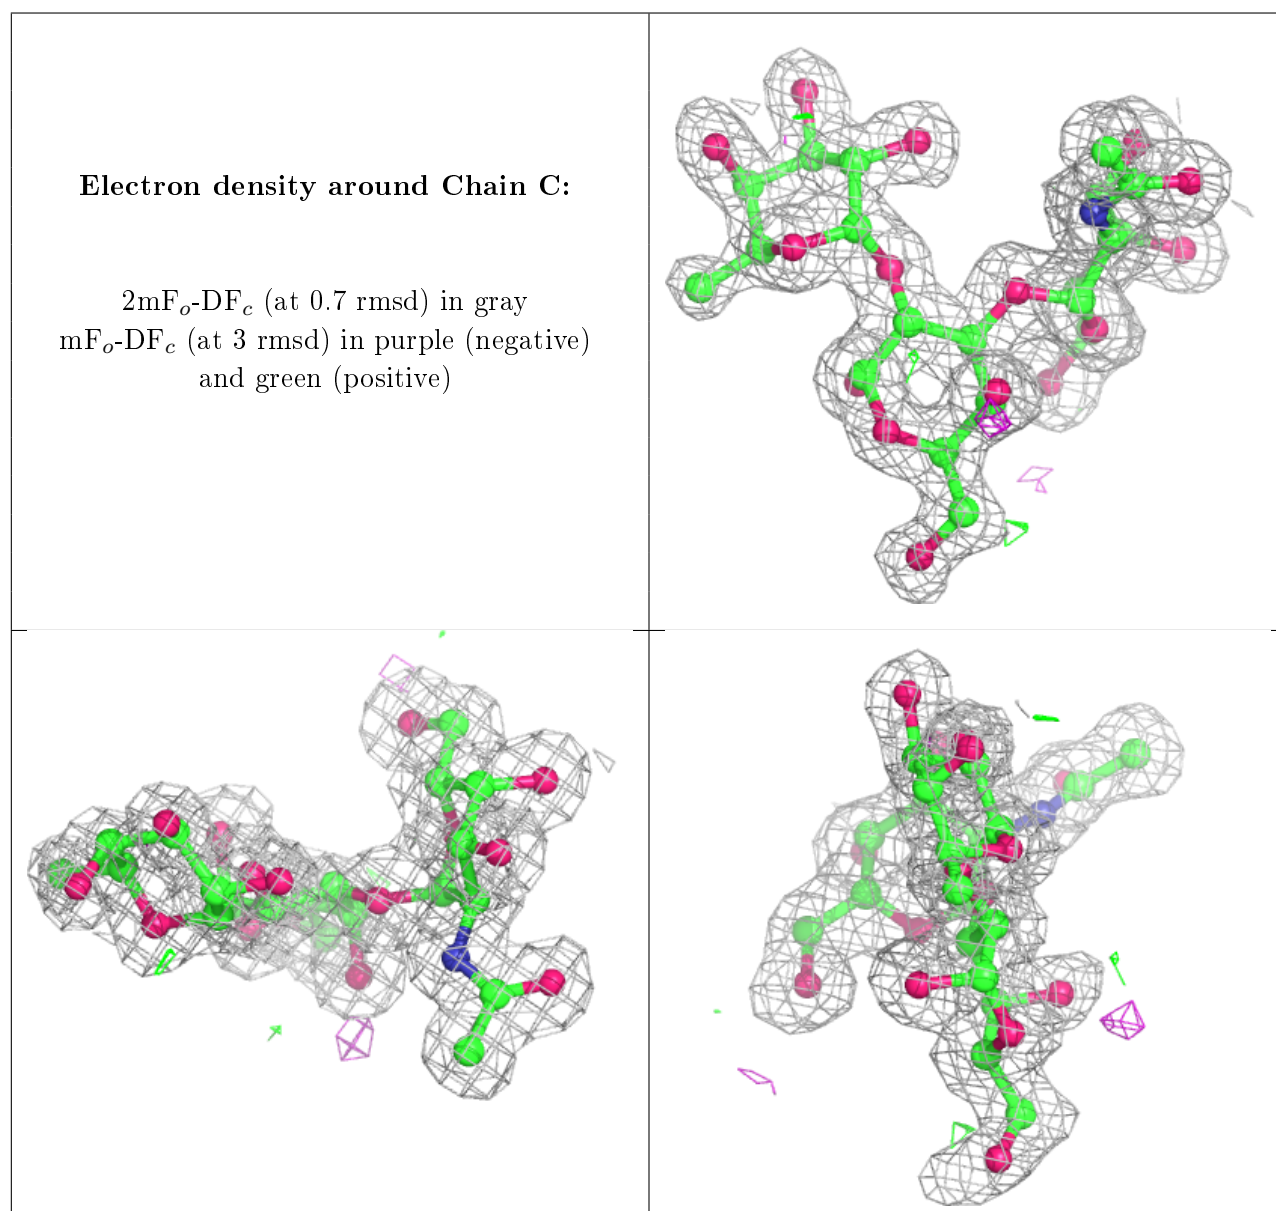 Electron density around Chain C:
2mFₒ-DF𝒸 (at 0.7 rmsd) in gray
mFₒ-DF𝒸 (at 3 rmsd) in purple (negative)
and green (positive)